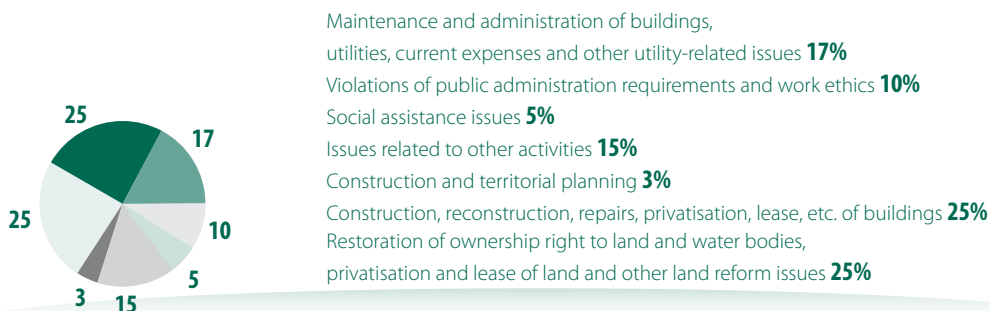 Maintenance and administration of buildings,
utilities, current expenses and other utility-related issues 17%
Violations of public administration requirements and work ethics 10%
Social assistance issues 5%
Issues related to other activities 15%
Construction and territorial planning 3%
Construction, reconstruction, repairs, privatisation, lease, etc. of buildings 25%
Restoration of ownership right to land and water bodies,
privatisation and lease of land and other land reform issues 25%
25
17
25
10
5
3
15